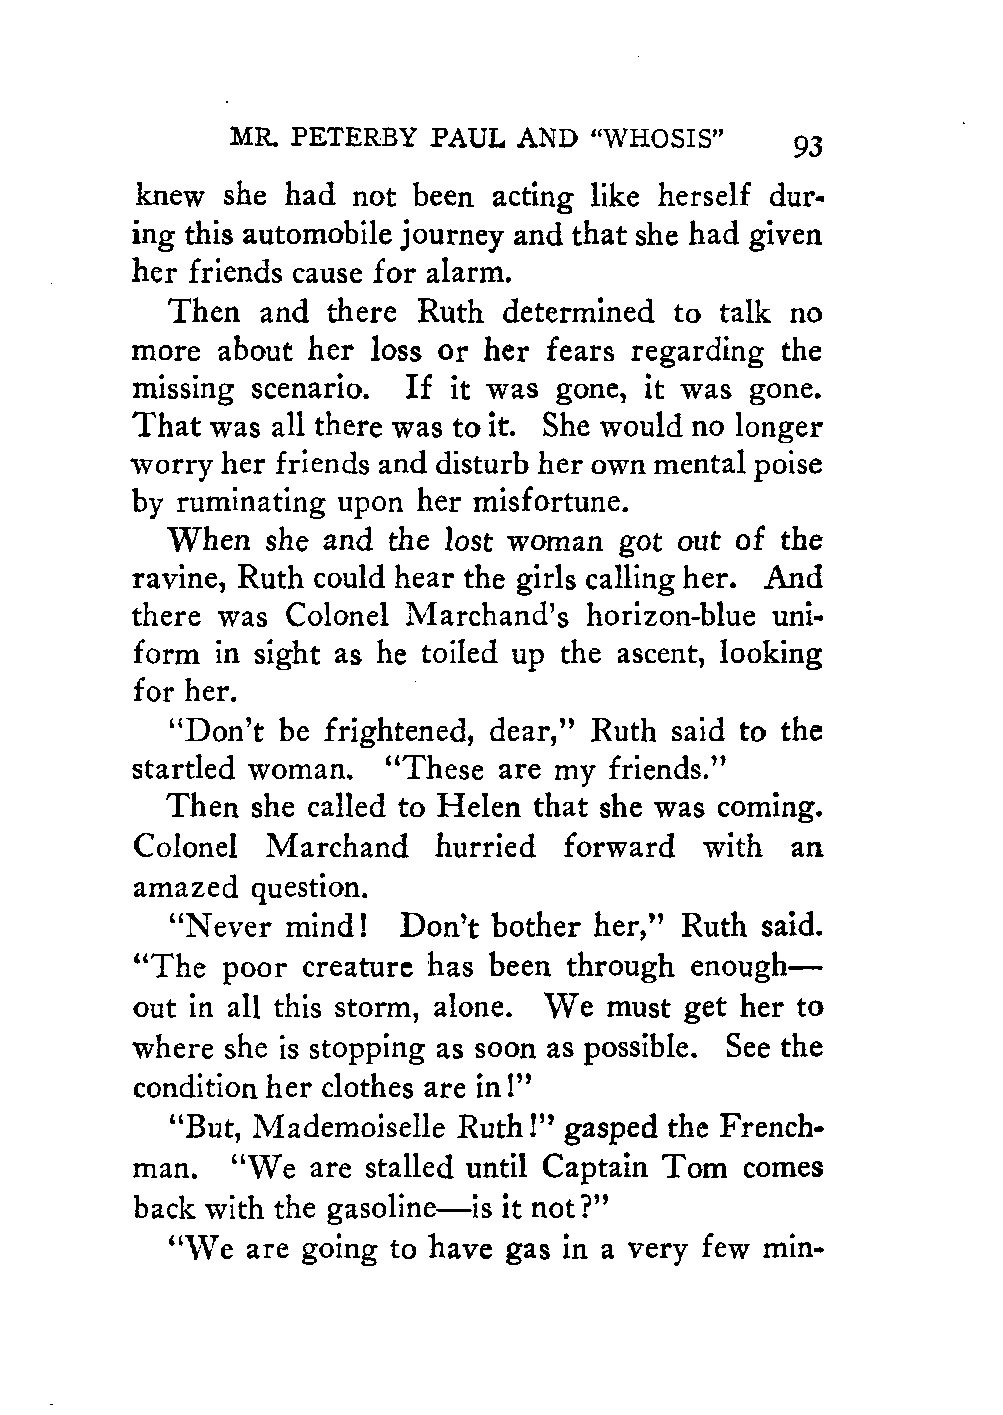 MR. PETERBY PAUL AND “WHOSIS” 93
knew she had not been acting like herself dur-
ing this automobile journey and that she had given
her friends cause for alarm.
Then and there Ruth determined to talk no
more about her loss or her fears regarding the
missing scenario. If it was gone, it was gone.
That was all there was to it. She would no longer
worry her friends and disturb her own mental poise
by ruminating upon her misfortune.
When she and the lost woman got out of the
ravine, Ruth could hear the girls calling her. And
there was Colonel Marchand’s horizon-blue uni-
form in sight as he toiled up the ascent, looking
for her.
“Don’t be frightened, dear,” Ruth said to the
startled woman. “These are my friends.”
Then she called to Helen that she was coming.
Colonel Marchand hurried forward with an
amazed question.
“Never mind! Don’t bother her,” Ruth said.
“The poor creature has been through enough—
out in all this storm, alone. We must get her to
where she is stopping as soon as possible. See the
condition her clothes are in!”
“But, Mademoiselle Ruth!” gasped the French-
man. “We are stalled until Captain Tom comes
back with the gasoline—is it not?”
“We are going to have gas in a very few min-